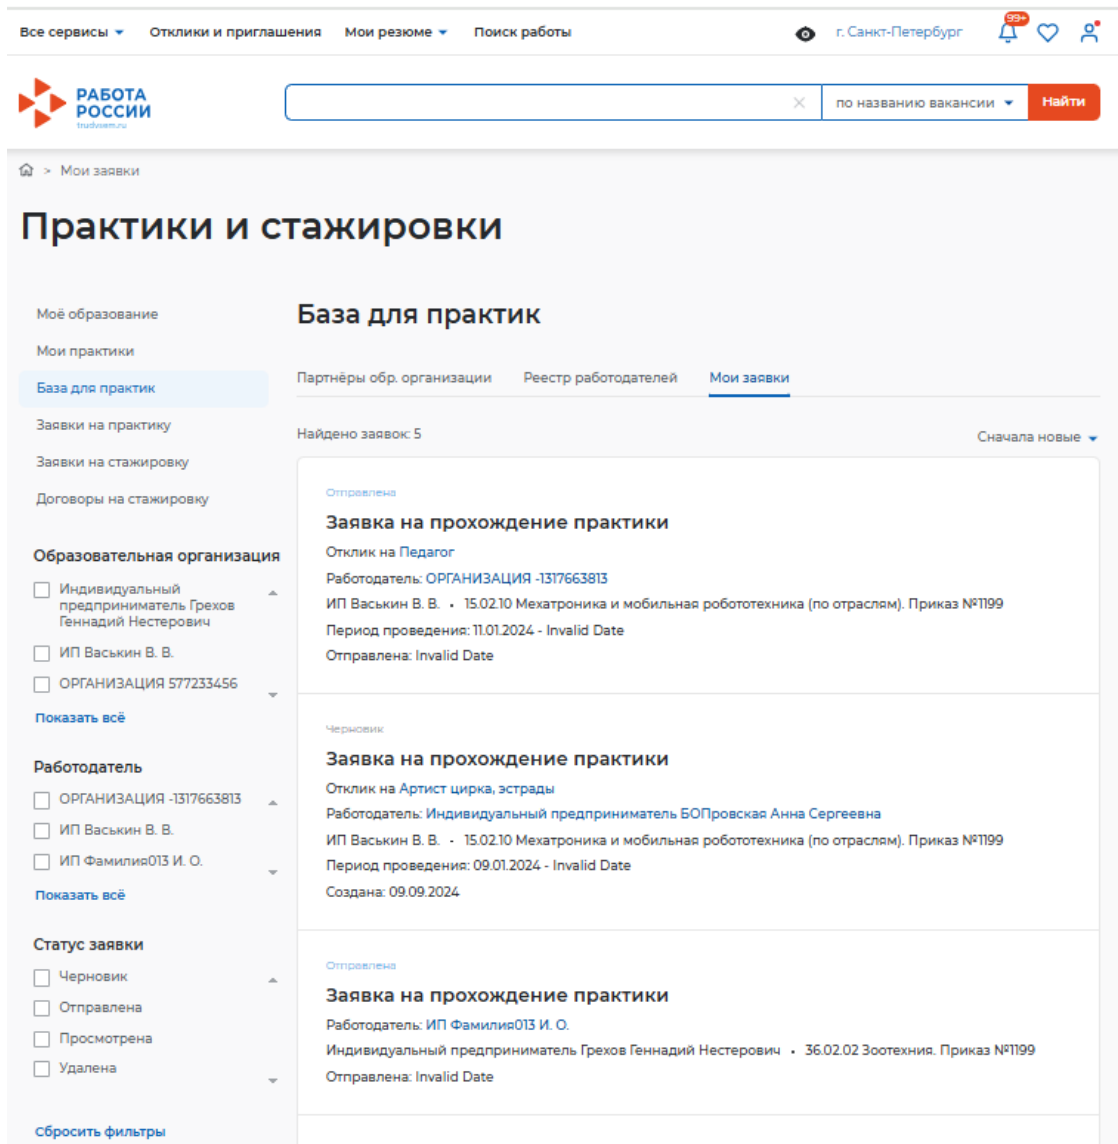 Все сервисы Отклики и приглашения Мои резюме Поиск работы г. Санкт-Петербург 99+
РАБОТА
РОССИИ
trudvsem.ru
по названию вакансии Найти
> Мои заявки
Практики и стажировки
Моё образование
Мои практики
База для практик
Заявки на практику
Заявки на стажировку
Договоры на стажировку
Образовательная организация
Индивидуальный
предприниматель Грехов
Геннадий Нестерович
ИП Васькин В. В.
ОРГАНИЗАЦИЯ 577233456
Показать всё
Работодатель
ОРГАНИЗАЦИЯ -1317663813
ИП Васькин В. В.
ИП Фамилия013 И. О.
Показать всё
Статус заявки
Черновик
Отправлена
Просмотрена
Удалена
Сбросить фильтры
База для практик
Партнёры обр. организации Реестр работодателей Мои заявки
Найдено заявок: 5 Сначала новые
Отправлена
Заявка на прохождение практики
Отклик на Педагог
Работодатель: ОРГАНИЗАЦИЯ -1317663813
ИП Васькин В. В. • 15.02.10 Мехатроника и мобильная робототехника (по отраслям). Приказ №1199
Период проведения: 11.01.2024 - Invalid Date
Отправлена: Invalid Date
Черновик
Заявка на прохождение практики
Отклик на Артист цирка, эстрады
Работодатель: Индивидуальный предприниматель БОПровская Анна Сергеевна
ИП Васькин В. В. • 15.02.10 Мехатроника и мобильная робототехника (по отраслям). Приказ №1199
Период проведения: 09.01.2024 - Invalid Date
Создана: 09.09.2024
Отправлена
Заявка на прохождение практики
Работодатель: ИП Фамилия013 И. О.
Индивидуальный предприниматель Грехов Геннадий Нестерович • 36.02.02 Зоотехния. Приказ №1199
Отправлена: Invalid Date